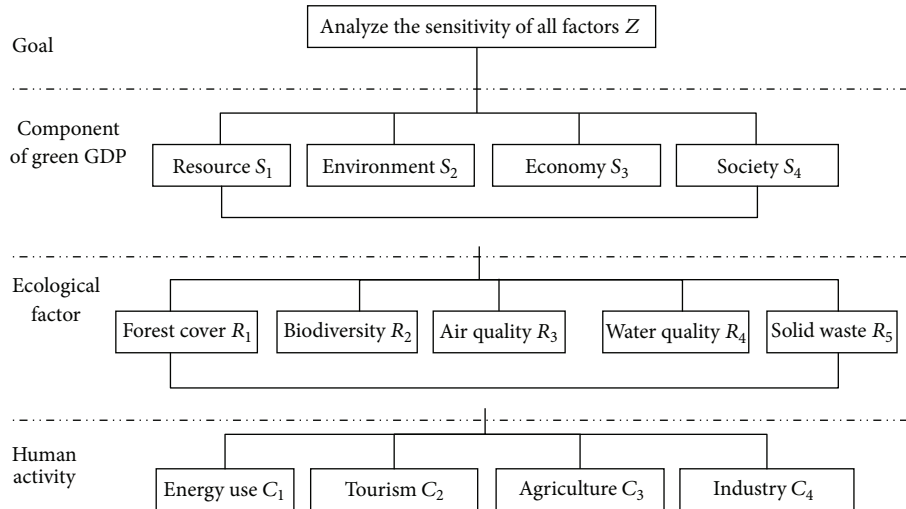 Analyze the sensitivity of all factors Z
Goal
Component
of green GDP
Resource S₁
Environment S₂
Economy S₃
Society S₄
Ecological
factor
Forest cover R₁
Biodiversity R₂
Air quality R₃
Water quality R₄
Solid waste R₅
Human
activity
Energy use C₁
Tourism C₂
Agriculture C₃
Industry C₄